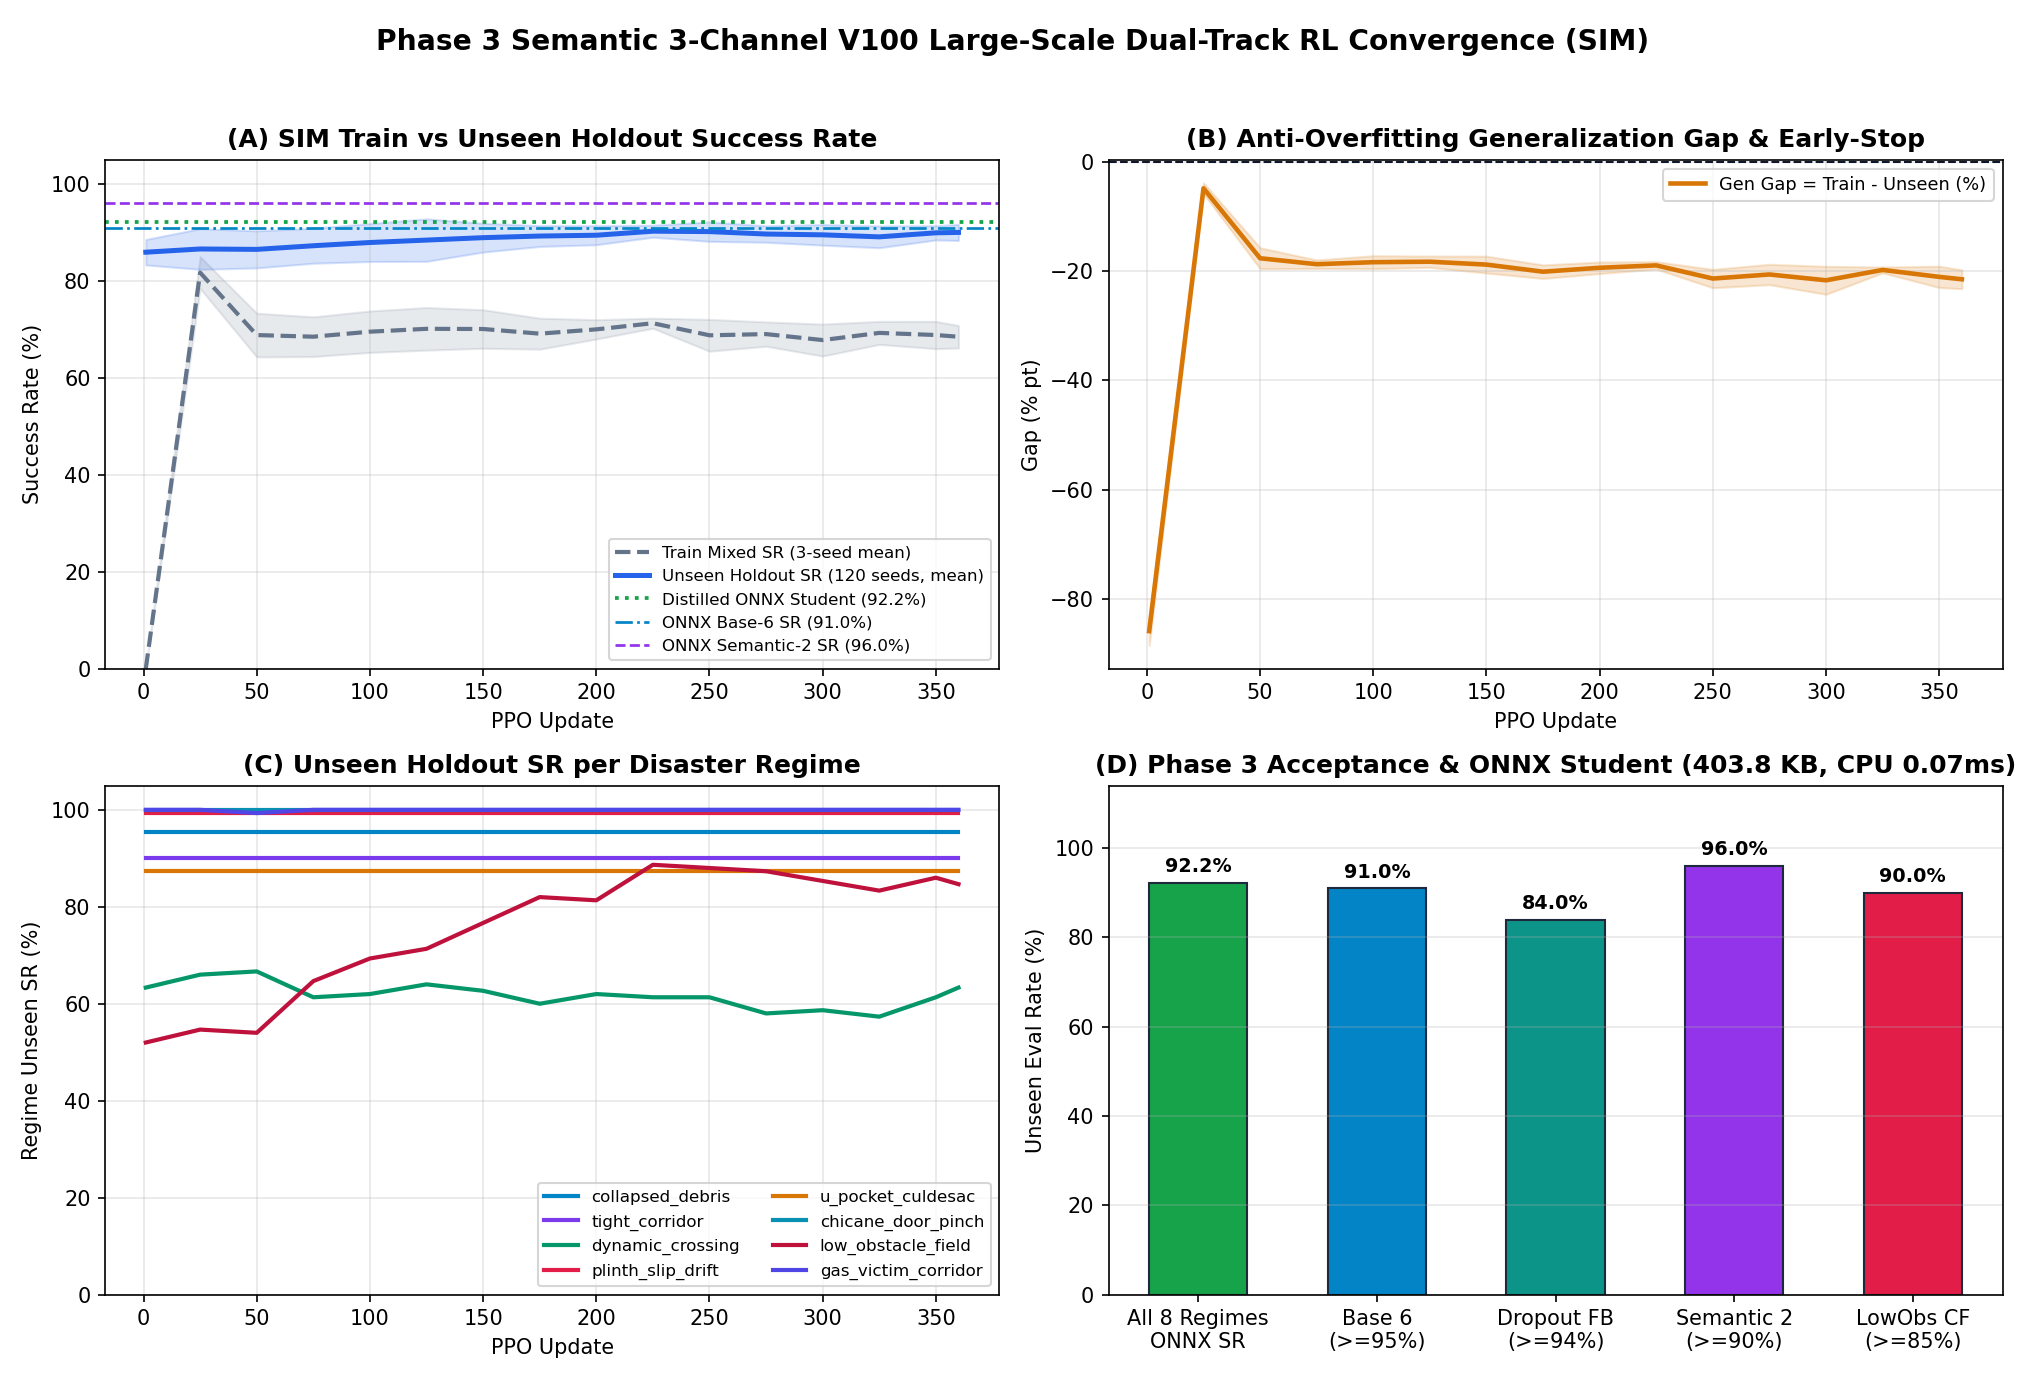 Phase 3 Semantic 3-Channel V100 Large-Scale Dual-Track RL Convergence (SIM)
(A) SIM Train vs Unseen Holdout Success Rate
Success Rate (%)
100
80
60
40
20
0
0 50 100 150 200 250 300 350
PPO Update
Train Mixed SR (3-seed mean)
Unseen Holdout SR (120 seeds, mean)
Distilled ONNX Student (92.2%)
ONNX Base-6 SR (91.0%)
ONNX Semantic-2 SR (96.0%)
(B) Anti-Overfitting Generalization Gap & Early-Stop
Gap (% pt)
0
−20
−40
−60
−80
0 50 100 150 200 250 300 350
PPO Update
Gen Gap = Train - Unseen (%)
(C) Unseen Holdout SR per Disaster Regime
Regime Unseen SR (%)
100
80
60
40
20
0
0 50 100 150 200 250 300 350
PPO Update
collapsed_debris
tight_corridor
dynamic_crossing
plinth_slip_drift
u_pocket_culdesac
chicane_door_pinch
low_obstacle_field
gas_victim_corridor
(D) Phase 3 Acceptance & ONNX Student (403.8 KB, CPU 0.07ms)
Unseen Eval Rate (%)
100
80
60
40
20
0
92.2%
91.0%
84.0%
96.0%
90.0%
All 8 Regimes
ONNX SR
Base 6
(>=95%)
Dropout FB
(>=94%)
Semantic 2
(>=90%)
LowObs CF
(>=85%)